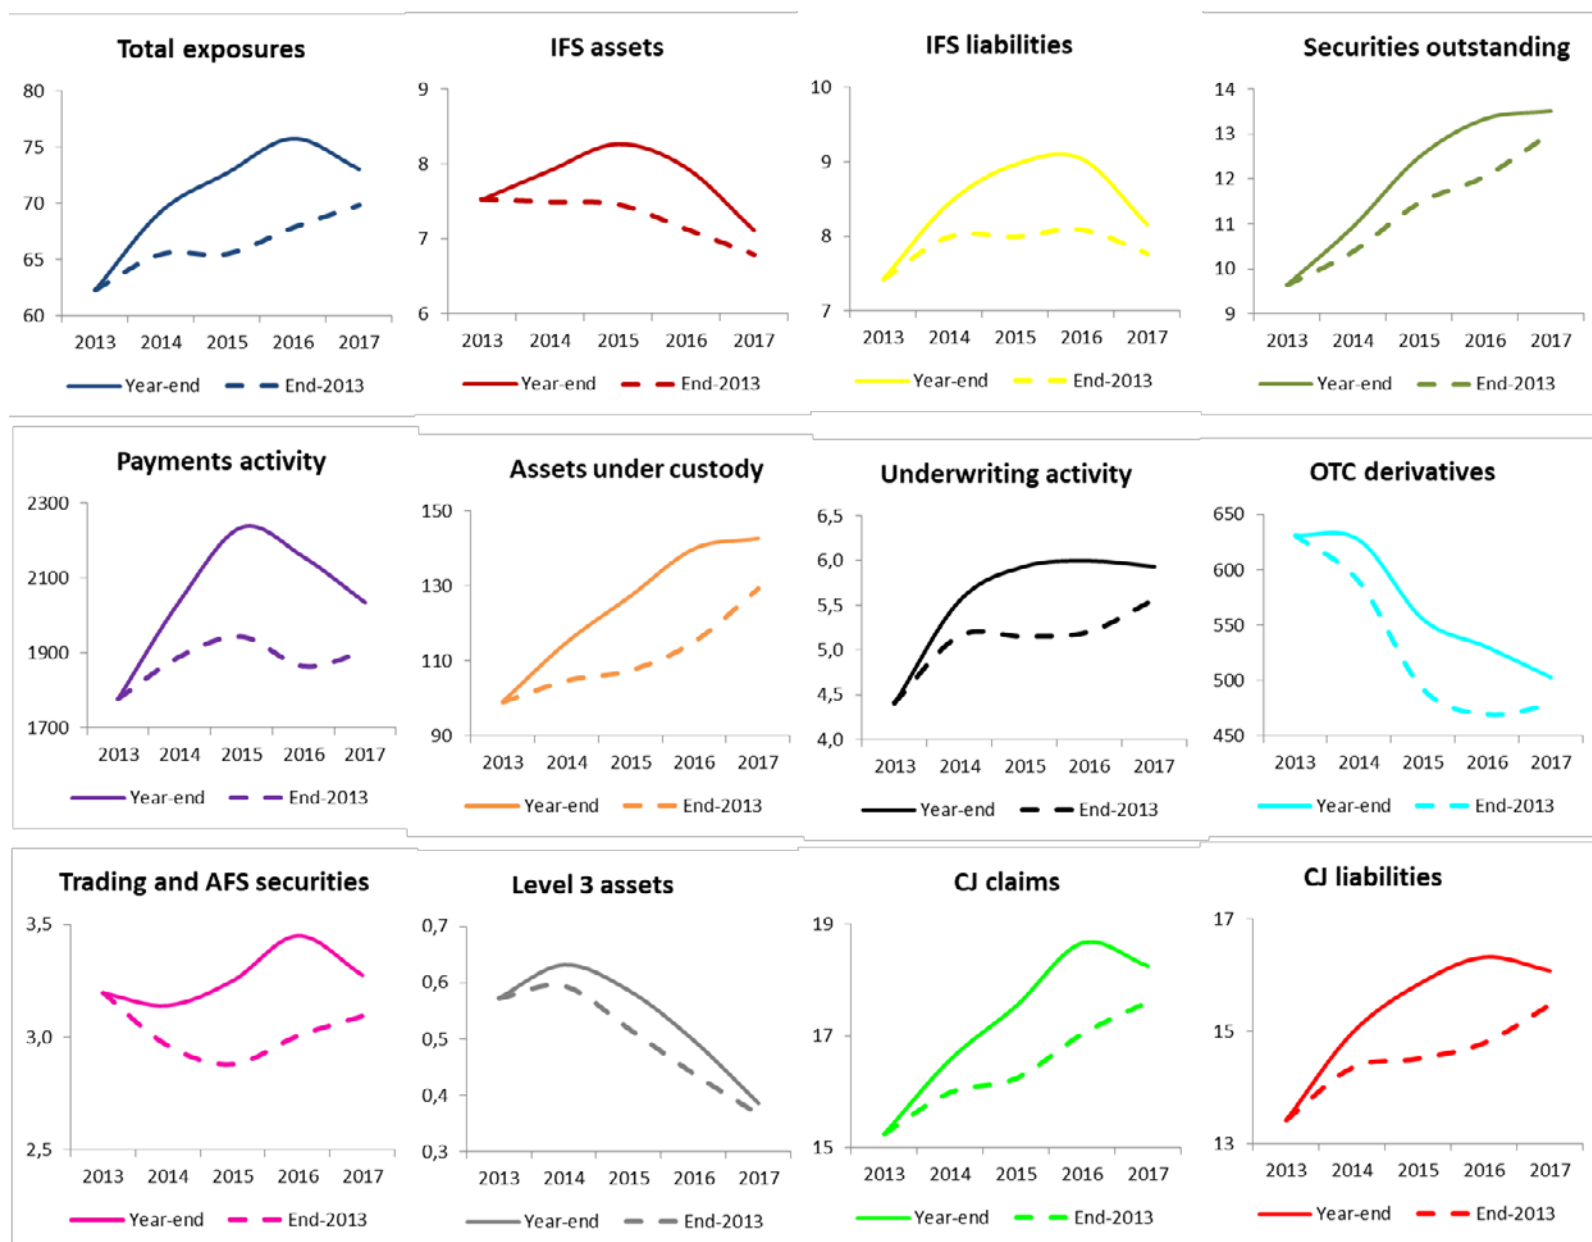 Total exposures
80
75
70
65
60
2013 2014 2015 2016 2017
Year-end End-2013
IFS assets
9
8
7
6
2013 2014 2015 2016 2017
Year-end End-2013
IFS liabilities
10
9
8
7
2013 2014 2015 2016 2017
Year-end End-2013
Securities outstanding
14
13
12
11
10
9
2013 2014 2015 2016 2017
Year-end End-2013
Payments activity
2300
2100
1900
1700
2013 2014 2015 2016 2017
Year-end End-2013
Assets under custody
150
130
110
90
2013 2014 2015 2016 2017
Year-end End-2013
Underwriting activity
6,5
6,0
5,5
5,0
4,5
4,0
2013 2014 2015 2016 2017
Year-end End-2013
OTC derivatives
650
600
550
500
450
2013 2014 2015 2016 2017
Year-end End-2013
Trading and AFS securities
3,5
3,0
2,5
2013 2014 2015 2016 2017
Year-end End-2013
Level 3 assets
0,7
0,6
0,5
0,4
0,3
2013 2014 2015 2016 2017
Year-end End-2013
CJ claims
19
17
15
2013 2014 2015 2016 2017
Year-end End-2013
CJ liabilities
17
15
13
2013 2014 2015 2016 2017
Year-end End-2013